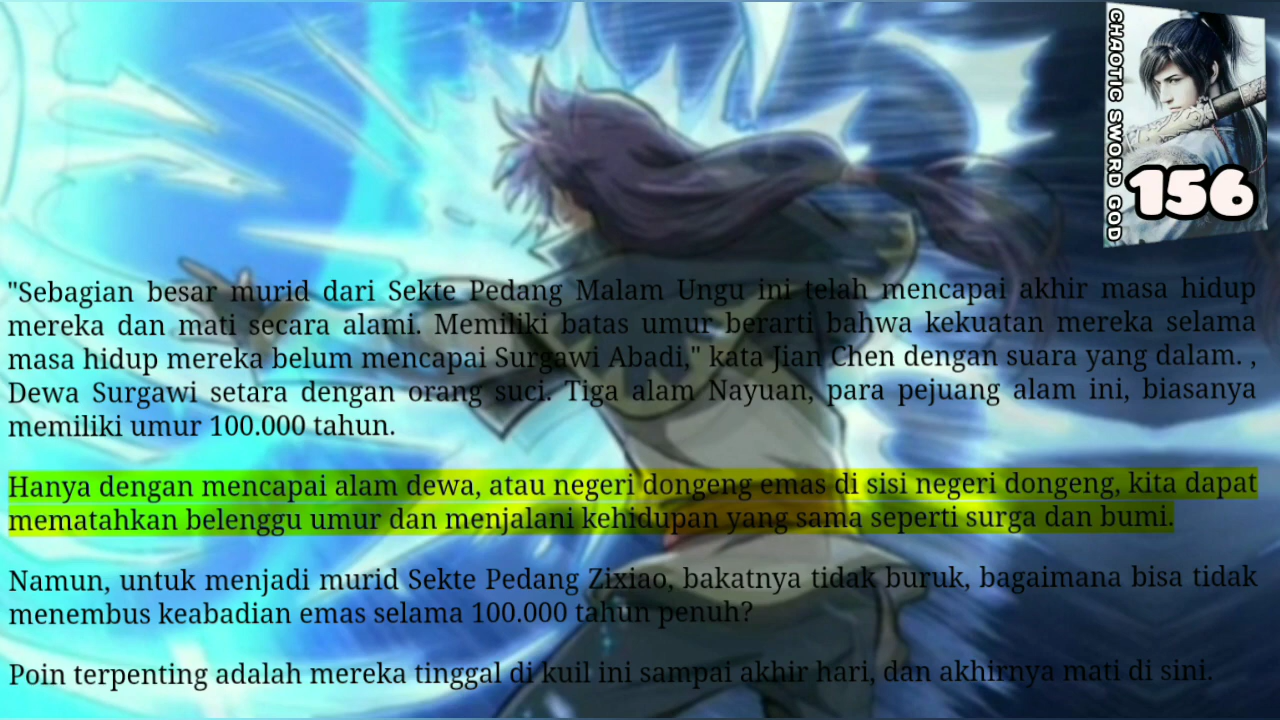 CHAOTIC SWORD GOD
156
"Sebagian besar murid dari Sekte Pedang Malam Ungu ini telah mencapai akhir masa hidup
mereka dan mati secara alami. Memiliki batas umur berarti bahwa kekuatan mereka selama
masa hidup mereka belum mencapai Surgawi Abadi," kata Jian Chen dengan suara yang dalam. ,
Dewa Surgawi setara dengan orang suci. Tiga alam Nayuan, para pejuang alam ini, biasanya
memiliki umur 100.000 tahun.
Hanya dengan mencapai alam dewa, atau negeri dongeng emas di sisi negeri dongeng, kita dapat
mematahkan belenggu umur dan menjalani kehidupan yang sama seperti surga dan bumi.
Namun, untuk menjadi murid Sekte Pedang Zixiao, bakatnya tidak buruk, bagaimana bisa tidak
menembus keabadian emas selama 100.000 tahun penuh?
Poin terpenting adalah mereka tinggal di kuil ini sampai akhir hari, dan akhirnya mati di sini.